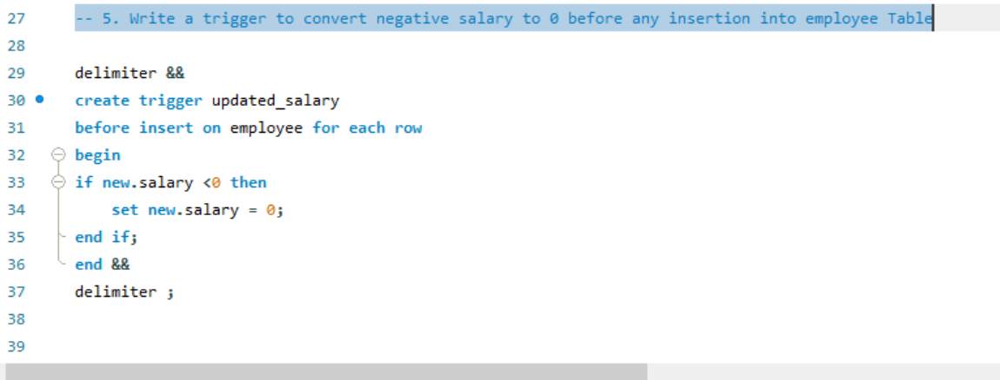 27 -- 5. Write a trigger to convert negative salary to 0 before any insertion into employee Table
28
29 delimiter &&
30 create trigger updated_salary
31 before insert on employee for each row
32 begin
33 if new.salary <0 then
34 set new.salary = 0;
35 end if;
36 end &&
37 delimiter ;
38
39